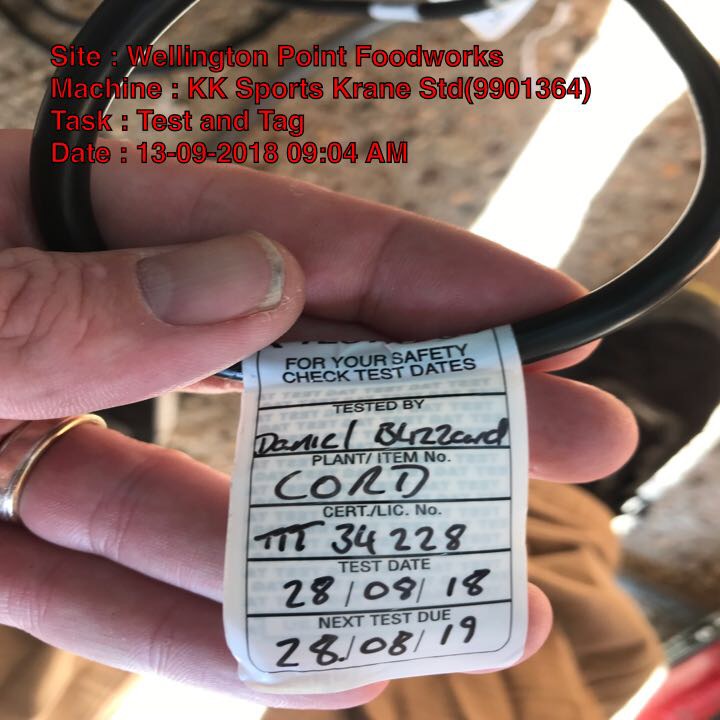 Site : Wellington Point Foodworks
Machine : KK Sports Krane Std(9901364)
Task : Test and Tag
Date : 13-09-2018 09:04 AM
FOR YOUR SAFETY
CHECK TEST DATES
TESTED BY
Daniel Blizzard
PLANT/ ITEM No.
CORD
CERT./LIC. No.
TTT 34228
TEST DATE
28/08/18
NEXT TEST DUE
28/08/19